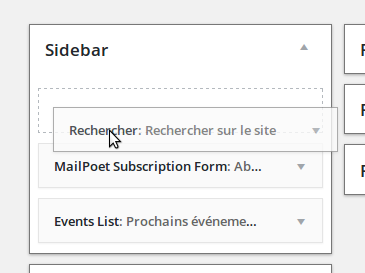 Sidebar
Rechercher: Rechercher sur le site
MailPoet Subscription Form: Ab...
Events List: Prochains événeme...